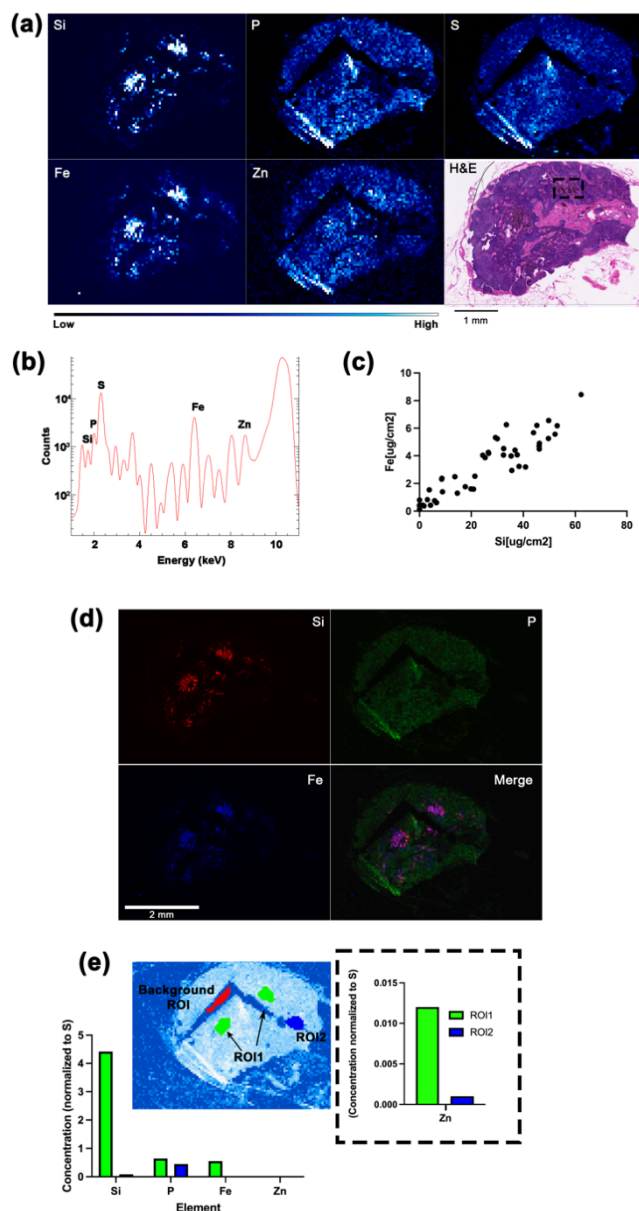 (a)
Si
P
S
Fe
Zn
H&E
Low
High
1 mm
(b)
Counts
10⁴
10³
10²
Si
P
S
Fe
Zn
2
4
6
8
10
Energy (keV)
(c)
Fe[ug/cm2]
10
8
6
4
2
0
0
20
40
60
80
Si[ug/cm2]
(d)
Si
P
Fe
Merge
2 mm
(e)
Background
ROI
ROI1
ROI2
Concentration (normalized to S)
5
4
3
2
1
0
Si
P
Fe
Zn
Element
(Concentration normalized to S)
0.015
0.010
0.005
0.000
Zn
ROI1
ROI2